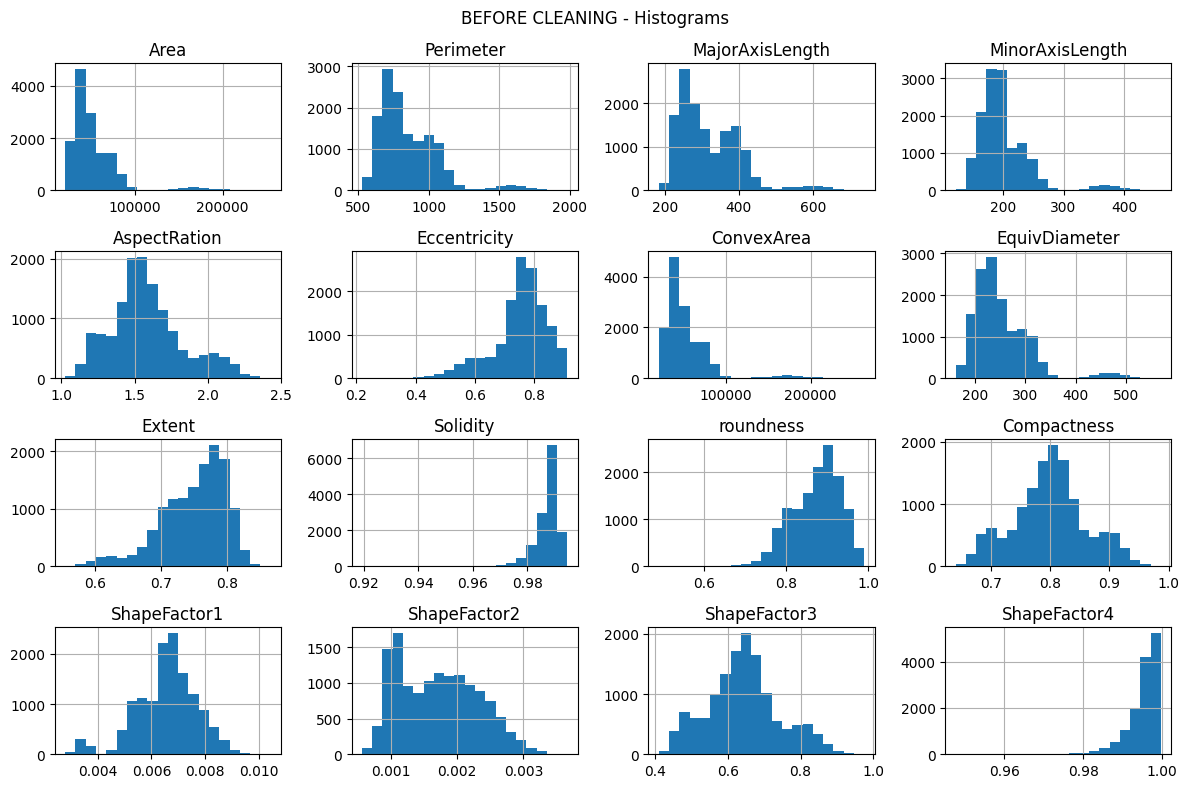 BEFORE CLEANING - Histograms
Area Perimeter MajorAxisLength MinorAxisLength
4000 2000 0 100000 200000
3000 2000 1000 0 500 1000 1500 2000
2000 1000 0 200 400 600
3000 2000 1000 0 200 300 400
AspectRation Eccentricity ConvexArea EquivDiameter
2000 1000 0 1.0 1.5 2.0 2.5
2000 1000 0 0.2 0.4 0.6 0.8
4000 2000 0 100000 200000
3000 2000 1000 0 200 300 400 500
Extent Solidity roundness Compactness
2000 1000 0 0.6 0.7 0.8
6000 4000 2000 0 0.92 0.94 0.96 0.98
2000 1000 0 0.6 0.8 1.0
2000 1000 0 0.7 0.8 0.9 1.0
ShapeFactor1 ShapeFactor2 ShapeFactor3 ShapeFactor4
2000 1000 0 0.004 0.006 0.008 0.010
1500 1000 500 0 0.001 0.002 0.003
2000 1000 0 0.4 0.6 0.8 1.0
4000 2000 0 0.96 0.98 1.00